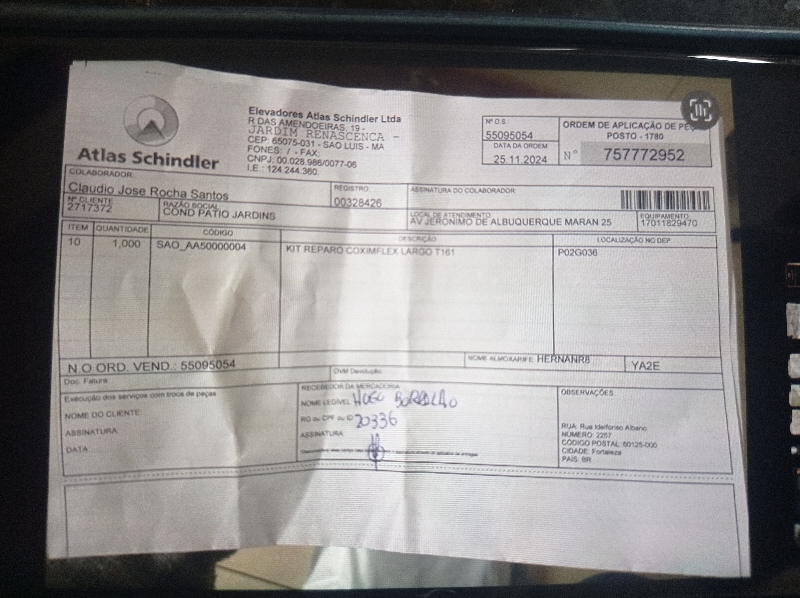 Atlas Schindler
Elevadores Atlas Schindler Ltda
R DAS AMENDOEIRAS, 19 -
JARDIM RENASCENCA -
CEP: 65075-031 - SAO LUIS - MA
FONES: / - FAX:
CNPJ: 00.028.986/0077-06
I.E.: 124.244.360.
Nº O.S.
55095054
DATA DA ORDEM
25.11.2024
ORDEM DE APLICAÇÃO DE PE
POSTO - 1780
Nº 757772952
COLABORADOR:
Claudio Jose Rocha Santos
REGISTRO
00328426
ASSINATURA DO COLABORADOR
Nº CLIENTE
2717372
RAZÃO SOCIAL
COND PATIO JARDINS
LOCAL DE ATENDIMENTO
AV JERONIMO DE ALBUQUERQUE MARAN 25
EQUIPAMENTO
17011829470
ITEM QUANTIDADE CÓDIGO DESCRIÇÃO LOCALIZAÇÃO NO DEP
10 1,000 SAO_AA50000004 KIT REPARO COXIMFLEX LARGO T161 P02G036
N.O ORD. VEND.: 55095054
OVM Devolução
NOME ALMOXARIFE: HERNANRB
YA2E
Doc. Fatura:
Execução dos serviços com troca de peças
NOME DO CLIENTE:
ASSINATURA:
DATA:
RECEBEDOR DA MERCADORIA
NOME LEGÍVEL HUGO
RG ou CPF ou ID 20336
ASSINATURA:
OBSERVAÇÕES:
RUA: Rua Idelfonso Albano
NÚMERO: 2267
CÓDIGO POSTAL: 60125-000
CIDADE: Fortaleza
PAÍS: BR